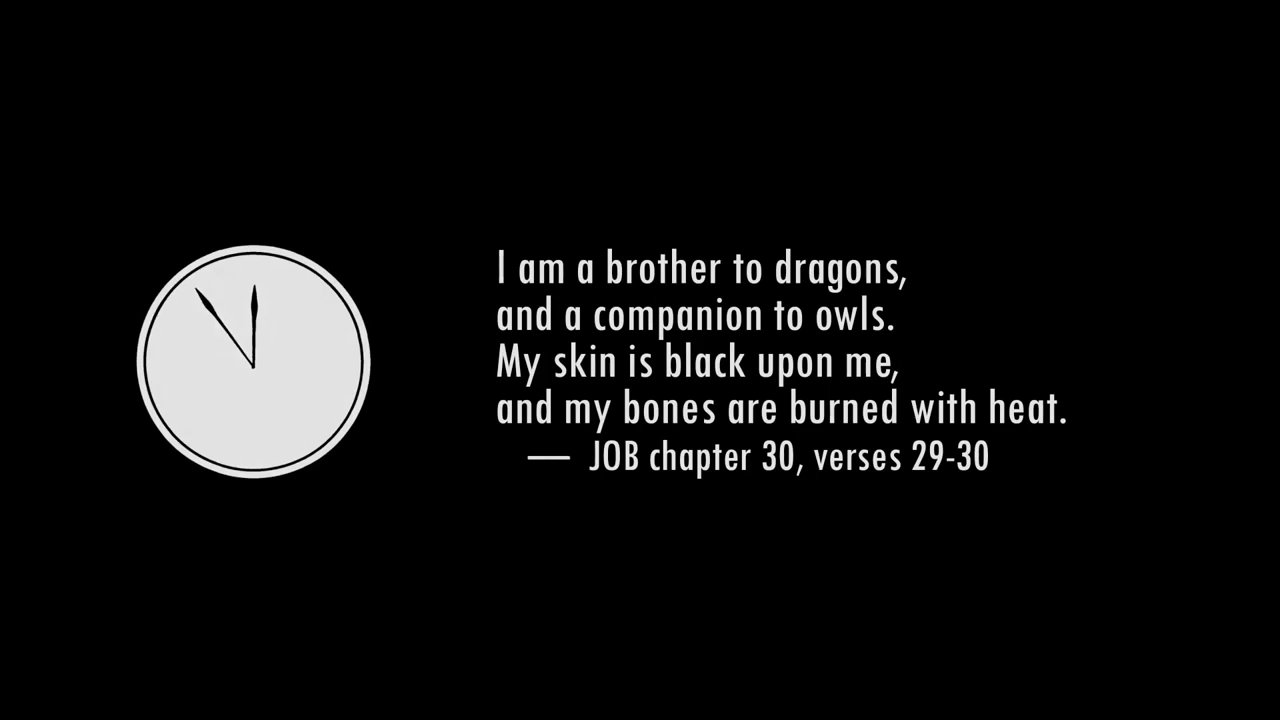 I am a brother to dragons,
and a companion to owls.
My skin is black upon me,
and my bones are burned with heat.
— JOB chapter 30, verses 29-30